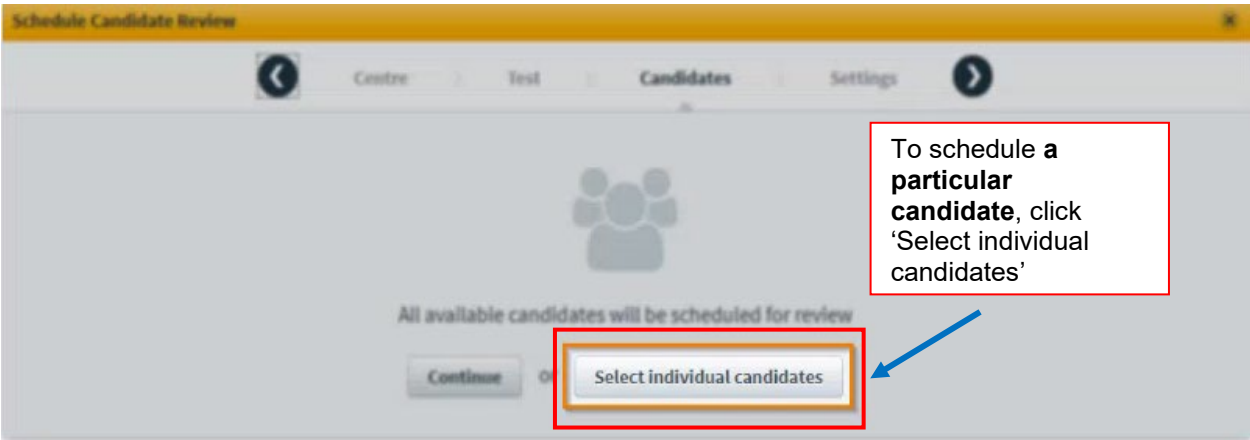 Schedule Candidate Review
Centre Test Candidates Settings
To schedule a
particular
candidate, click
‘Select individual
candidates’
All available candidates will be scheduled for review
Continue or Select individual candidates